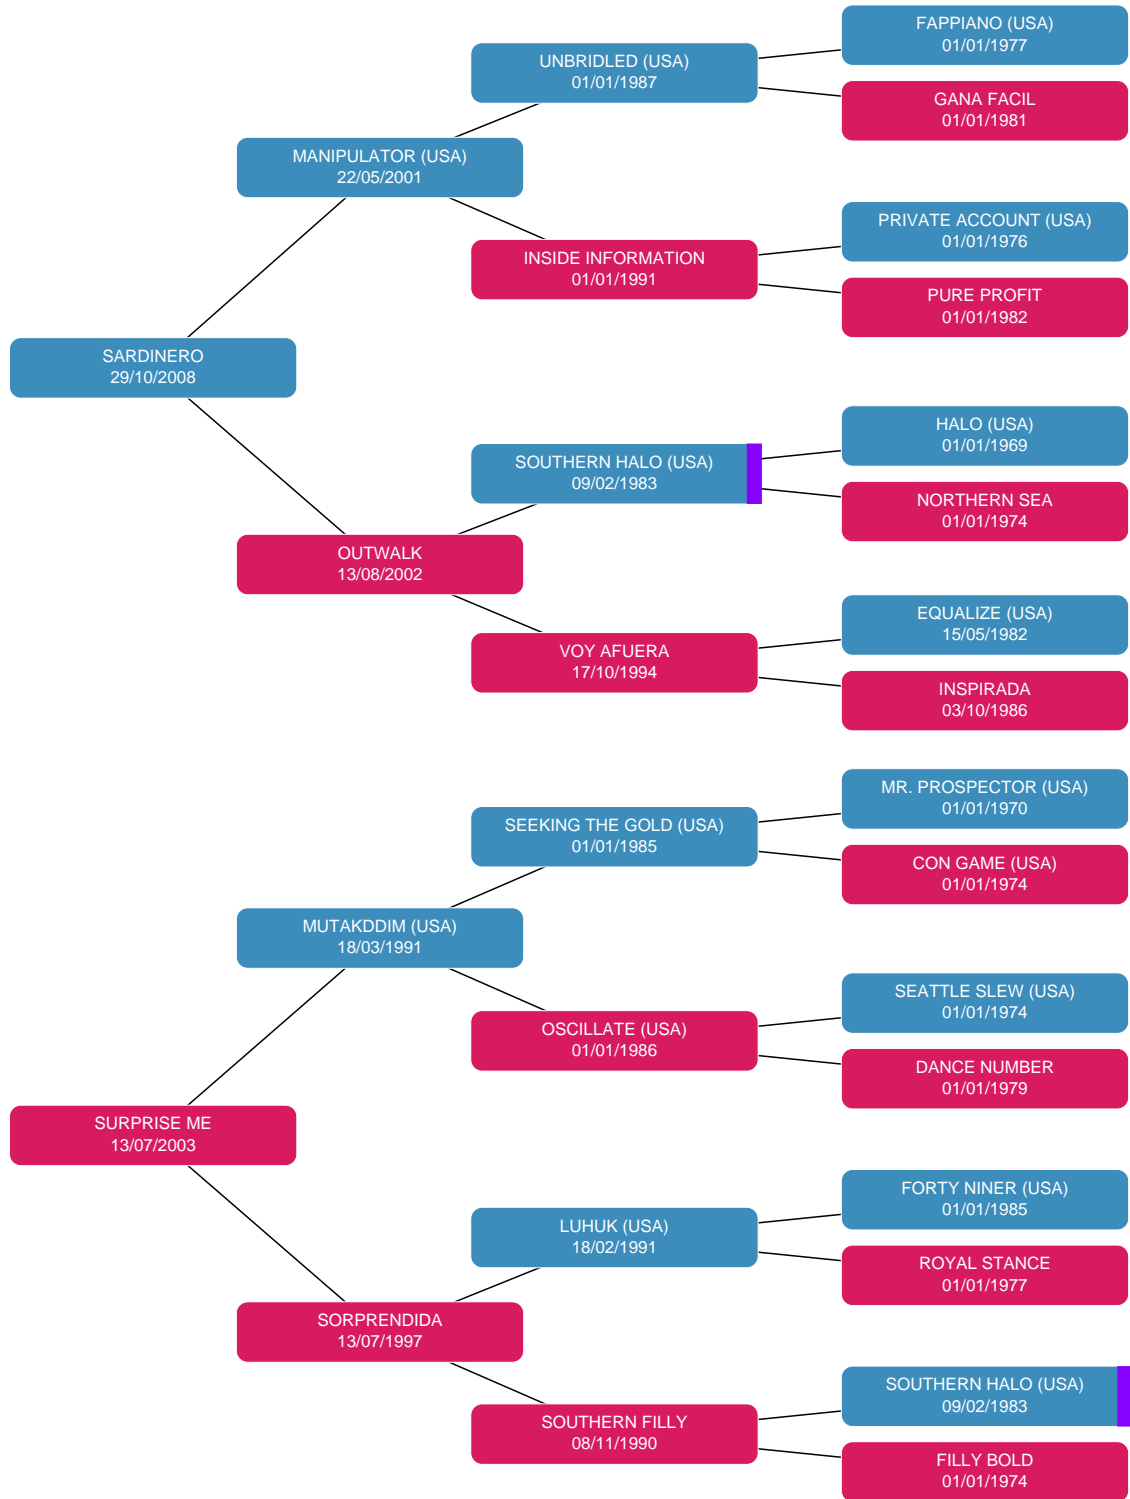 FAPPIANO (USA)
01/01/1977
UNBRIDLED (USA)
01/01/1987
GANA FACIL
01/01/1981
MANIPULATOR (USA)
22/05/2001
PRIVATE ACCOUNT (USA)
01/01/1976
INSIDE INFORMATION
01/01/1991
PURE PROFIT
01/01/1982
SARDINERO
29/10/2008
HALO (USA)
01/01/1969
SOUTHERN HALO (USA)
09/02/1983
NORTHERN SEA
01/01/1974
OUTWALK
13/08/2002
EQUALIZE (USA)
15/05/1982
VOY AFUERA
17/10/1994
INSPIRADA
03/10/1986
MR. PROSPECTOR (USA)
01/01/1970
SEEKING THE GOLD (USA)
01/01/1985
CON GAME (USA)
01/01/1974
MUTAKDDIM (USA)
18/03/1991
SEATTLE SLEW (USA)
01/01/1974
OSCILLATE (USA)
01/01/1986
DANCE NUMBER
01/01/1979
SURPRISE ME
13/07/2003
FORTY NINER (USA)
01/01/1985
LUHUK (USA)
18/02/1991
ROYAL STANCE
01/01/1977
SORPRENDIDA
13/07/1997
SOUTHERN HALO (USA)
09/02/1983
SOUTHERN FILLY
08/11/1990
FILLY BOLD
01/01/1974